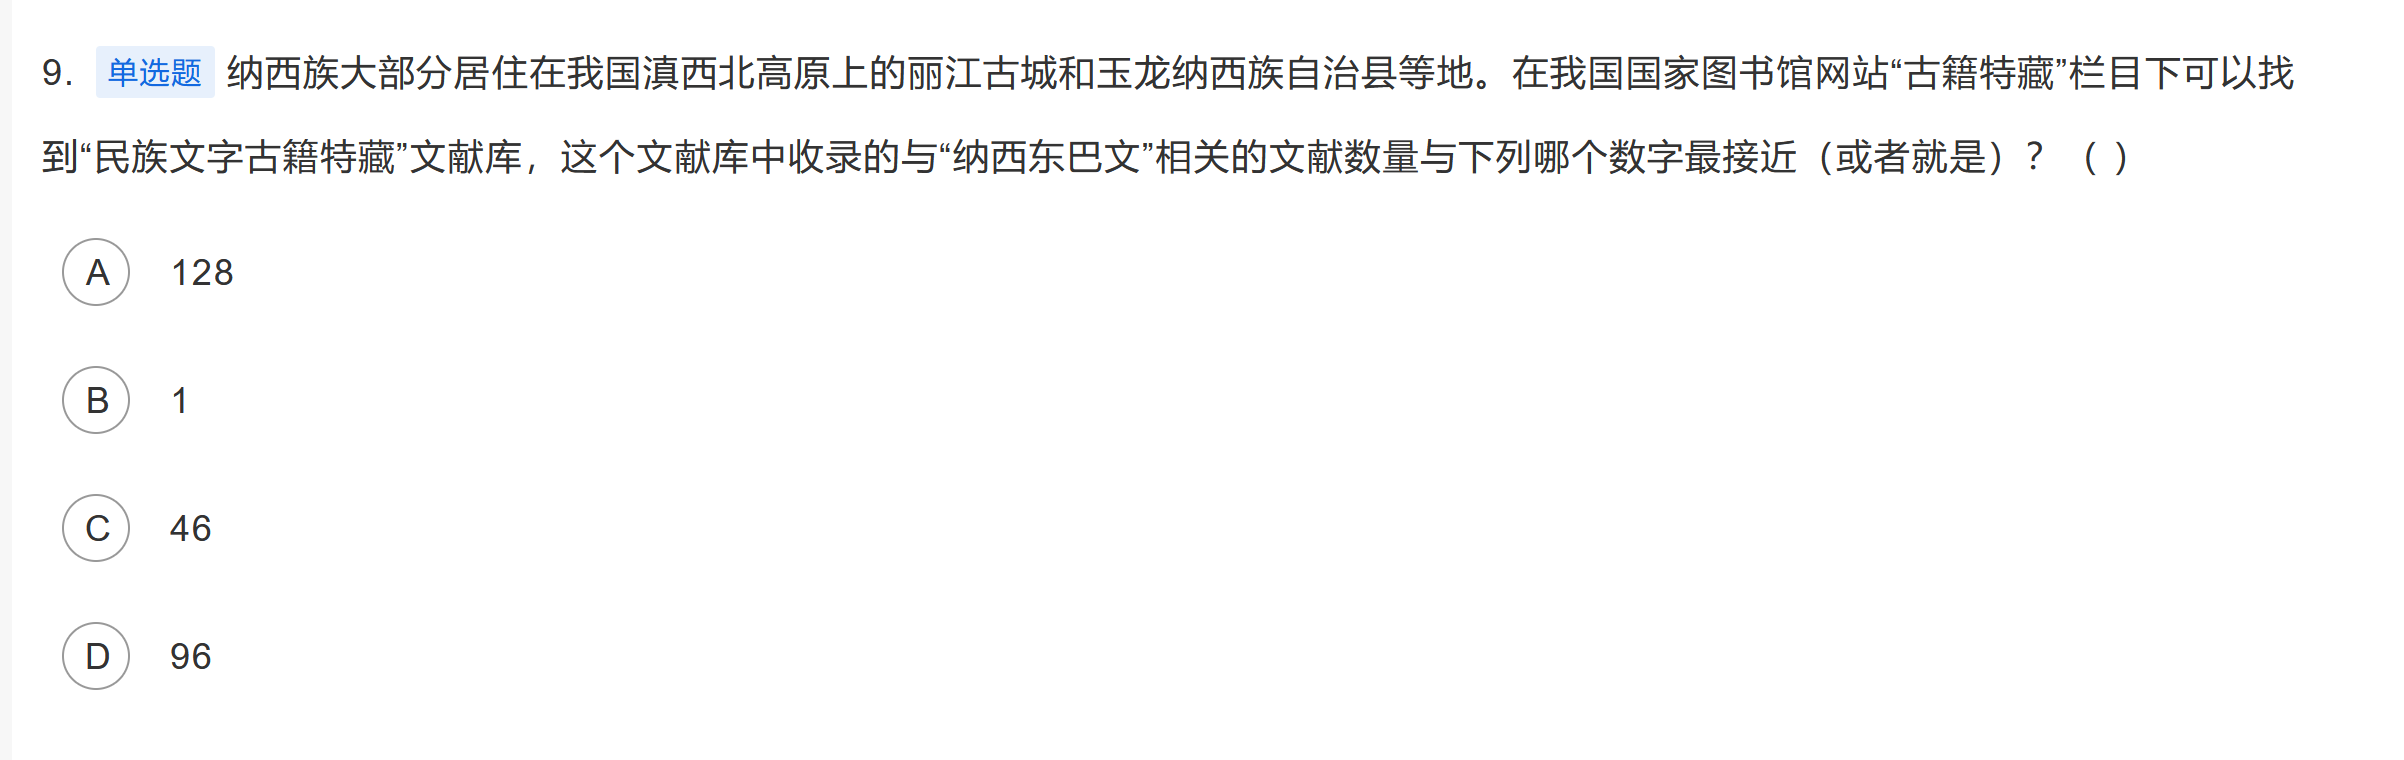 9. 单选题 纳西族大部分居住在我国滇西北高原上的丽江古城和玉龙纳西族自治县等地。在我国国家图书馆网站“古籍特藏”栏目下可以找
到“民族文字古籍特藏”文献库，这个文献库中收录的与“纳西东巴文”相关的文献数量与下列哪个数字最接近（或者就是）？（ ）
A 128
B 1
C 46
D 96